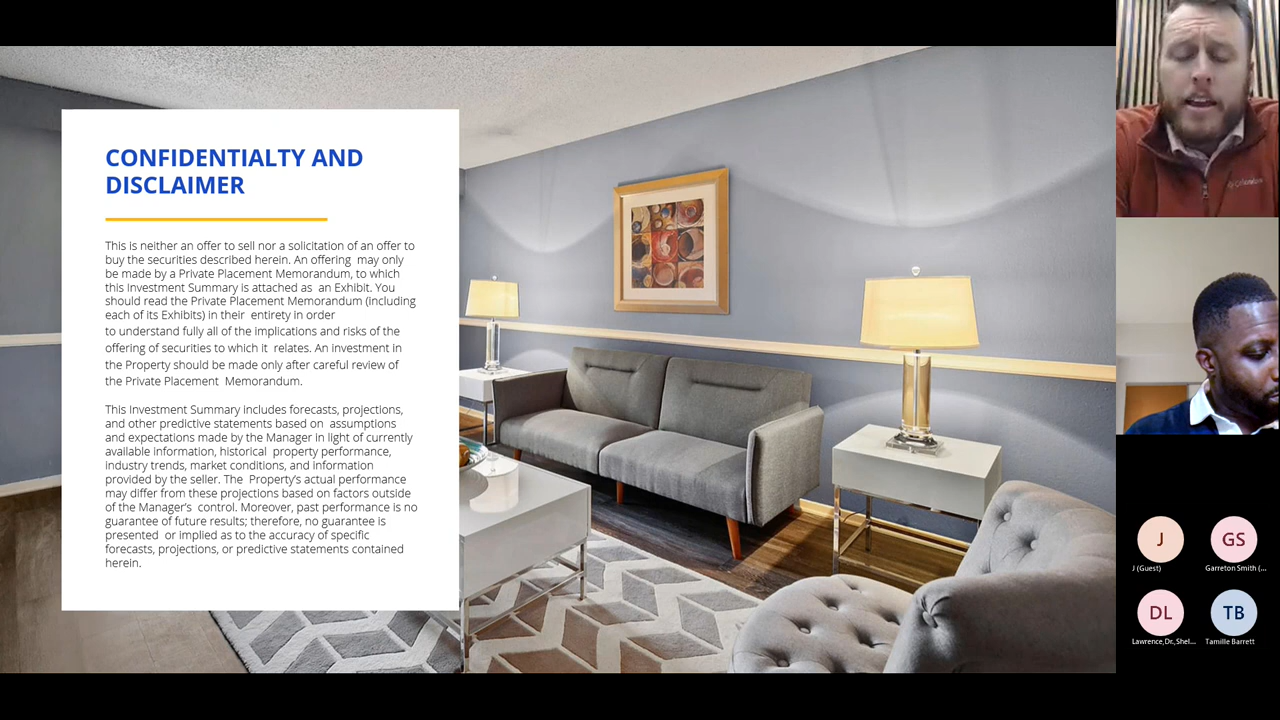 CONFIDENTIALTY AND
DISCLAIMER
This is neither an offer to sell nor a solicitation of an offer to
buy the securities described herein. An offering may only
be made by a Private Placement Memorandum, to which
this Investment Summary is attached as an Exhibit. You
should read the Private Placement Memorandum (including
each of its Exhibits) in their entirety in order
to understand fully all of the implications and risks of the
offering of securities to which it relates. An investment in
the Property should be made only after careful review of
the Private Placement Memorandum.
This Investment Summary includes forecasts, projections,
and other predictive statements based on assumptions
and expectations made by the Manager in light of currently
available information, historical property performance,
industry trends, market conditions, and information
provided by the seller. The Property's actual performance
may differ from these projections based on factors outside
of the Manager's control. Moreover, past performance is no
guarantee of future results; therefore, no guarantee is
presented or implied as to the accuracy of specific
forecasts, projections, or predictive statements contained
herein.
J
GS
J (Guest)
Garreton Smith (...
DL
TB
Lawrence,Dr.,Shel...
Tamille Barrett